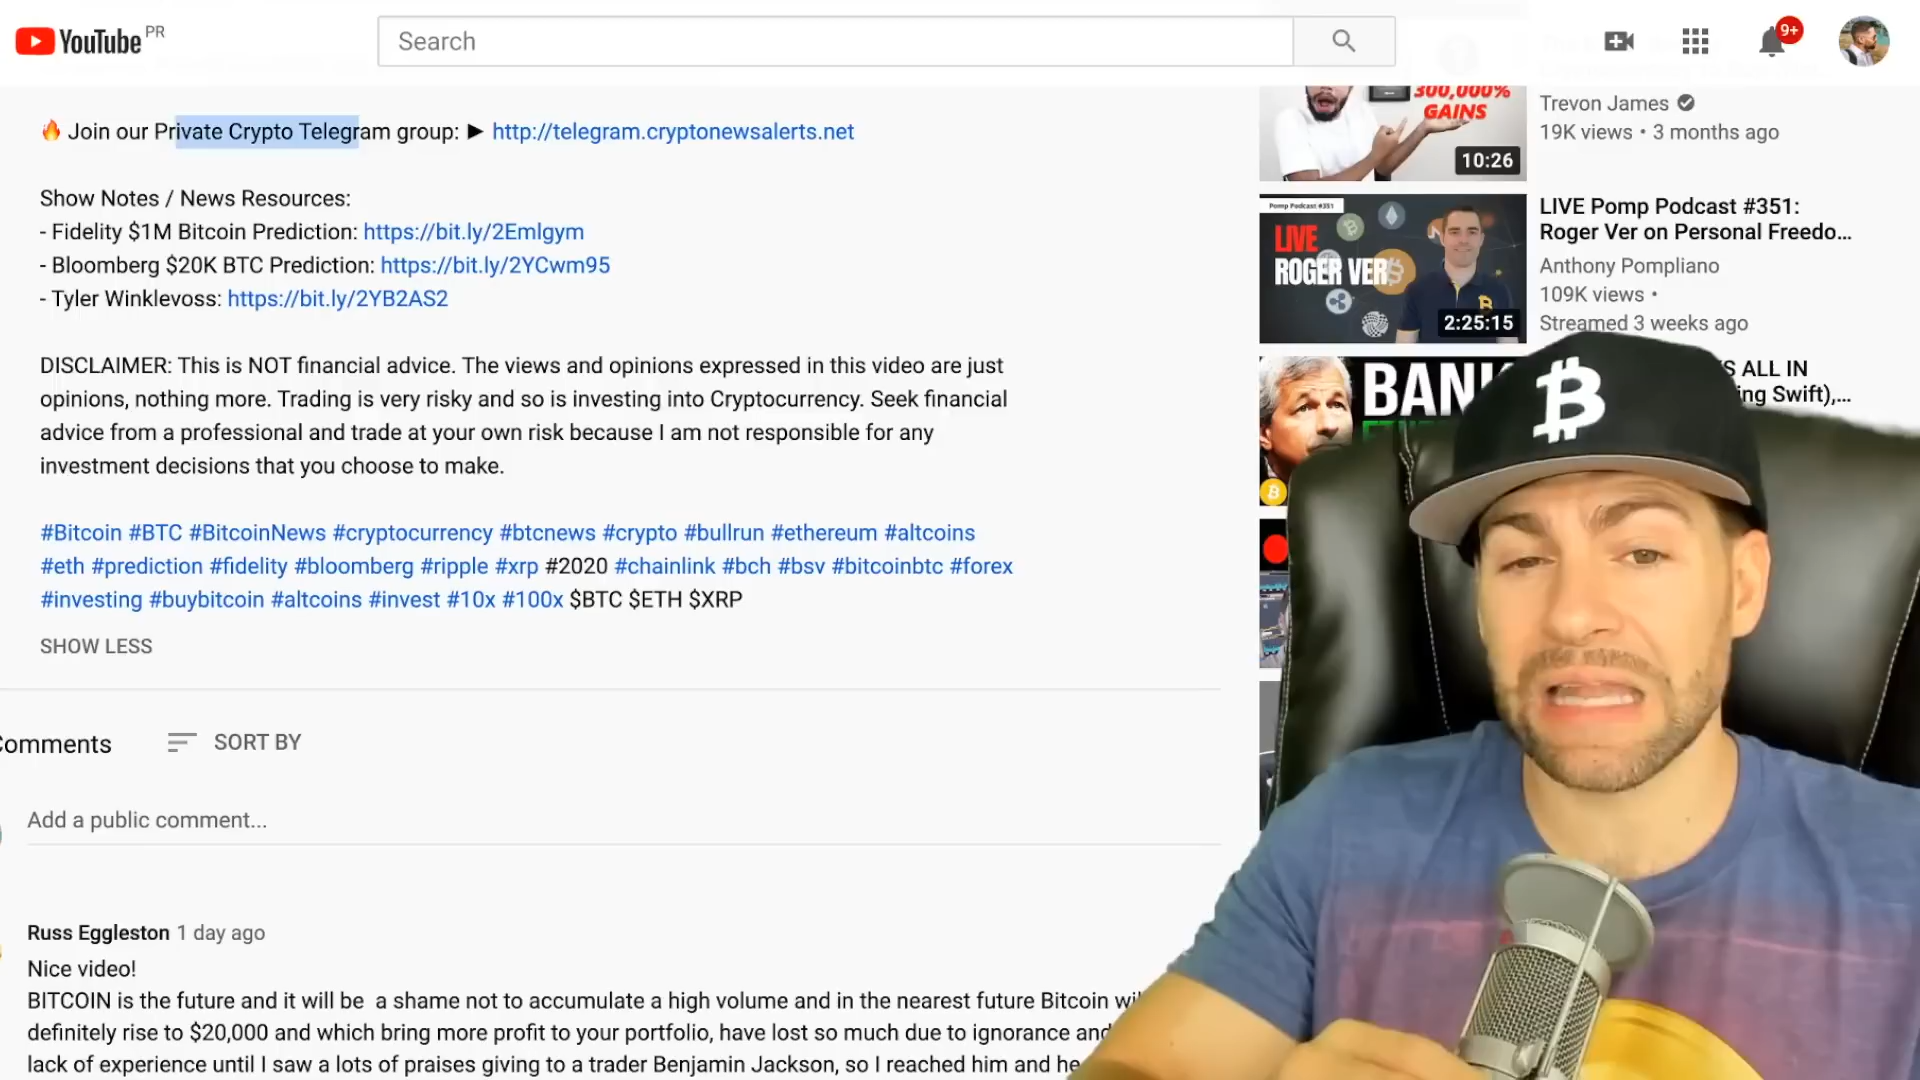 YouTube PR
Search
9+
🔥 Join our Private Crypto Telegram group: ► http://telegram.cryptonewsalerts.net
Show Notes / News Resources:
- Fidelity $1M Bitcoin Prediction: https://bit.ly/2Emlgym
- Bloomberg $20K BTC Prediction: https://bit.ly/2YCwm95
- Tyler Winklevoss: https://bit.ly/2YB2AS2
DISCLAIMER: This is NOT financial advice. The views and opinions expressed in this video are just
opinions, nothing more. Trading is very risky and so is investing into Cryptocurrency. Seek financial
advice from a professional and trade at your own risk because I am not responsible for any
investment decisions that you choose to make.
#Bitcoin #BTC #BitcoinNews #cryptocurrency #btcnews #crypto #bullrun #ethereum #altcoins
#eth #prediction #fidelity #bloomberg #ripple #xrp #2020 #chainlink #bch #bsv #bitcoinbtc #forex
#investing #buybitcoin #altcoins #invest #10x #100x $BTC $ETH $XRP
SHOW LESS
Comments
SORT BY
Add a public comment...
Russ Eggleston 1 day ago
Nice video!
BITCOIN is the future and it will be a shame not to accumulate a high volume and in the nearest future Bitcoin wi
definitely rise to $20,000 and which bring more profit to your portfolio, have lost so much due to ignorance and
lack of experience until I saw a lots of praises giving to a trader Benjamin Jackson, so I reached him and he
300,000%
GAINS
10:26
Trevon James
19K views • 3 months ago
Pomp Podcast #351
LIVE
ROGER VER
2:25:15
LIVE Pomp Podcast #351:
Roger Ver on Personal Freedo...
Anthony Pompliano
109K views •
Streamed 3 weeks ago
BANK
S ALL IN
ing Swift),...